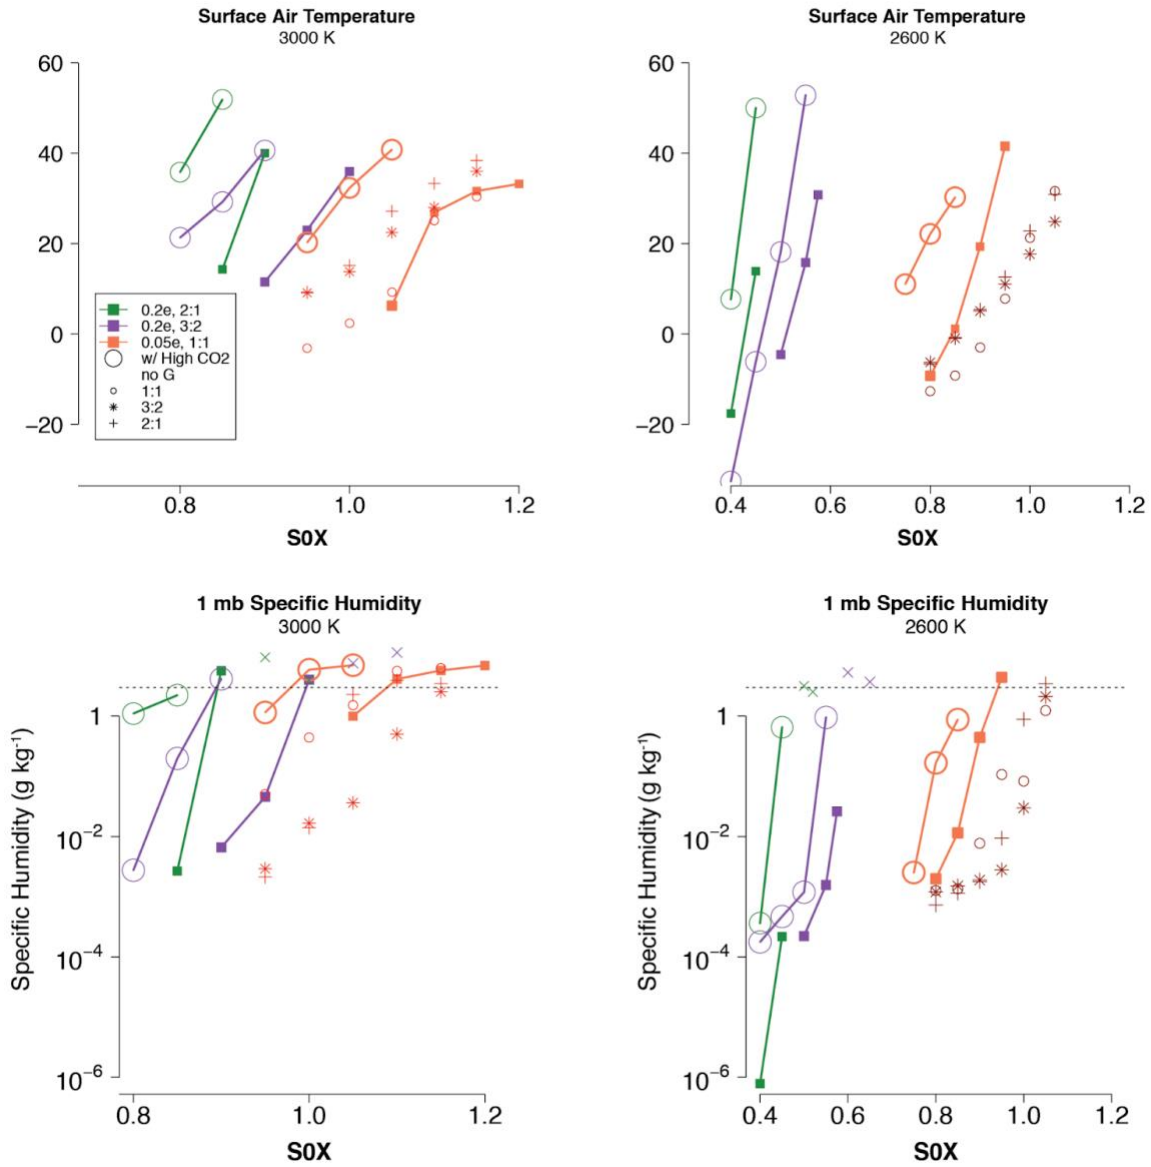 Surface Air Temperature
3000 K
60
40
20
0
−20
0.2e, 2:1
0.2e, 3:2
0.05e, 1:1
w/ High CO2
no G
1:1
3:2
2:1
0.8
1.0
1.2
S0X
Surface Air Temperature
2600 K
60
40
20
0
−20
0.4
0.6
0.8
1.0
1.2
S0X
1 mb Specific Humidity
3000 K
Specific Humidity (g kg⁻¹)
1
10⁻²
10⁻⁴
10⁻⁶
0.8
1.0
1.2
S0X
1 mb Specific Humidity
2600 K
Specific Humidity (g kg⁻¹)
1
10⁻²
10⁻⁴
10⁻⁶
0.4
0.6
0.8
1.0
1.2
S0X